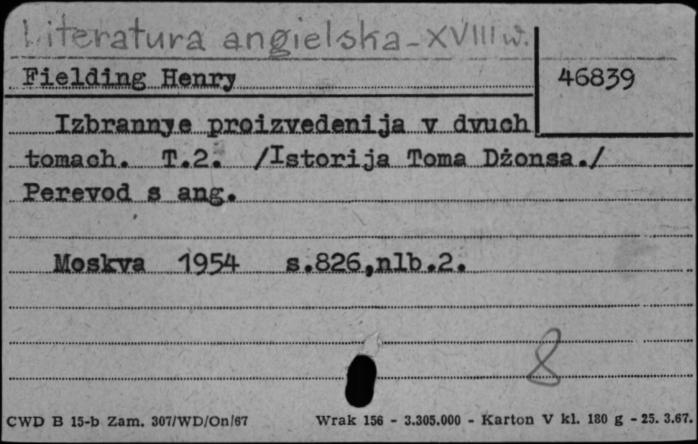 Literatura angielska - XVIII w.
Fielding Henry
46839
Izbrannye proizvedenija v dvuch
tomach. T.2. /Istorija Toma Dżonsa./
Perevod s ang.
Moskva 1954 s.826,nlb.2.
8
CWD B 15-b Zam. 307/WD/On/67 Wrak 156 - 3.305.000 - Karton V kl. 180 g - 25. 3.67.